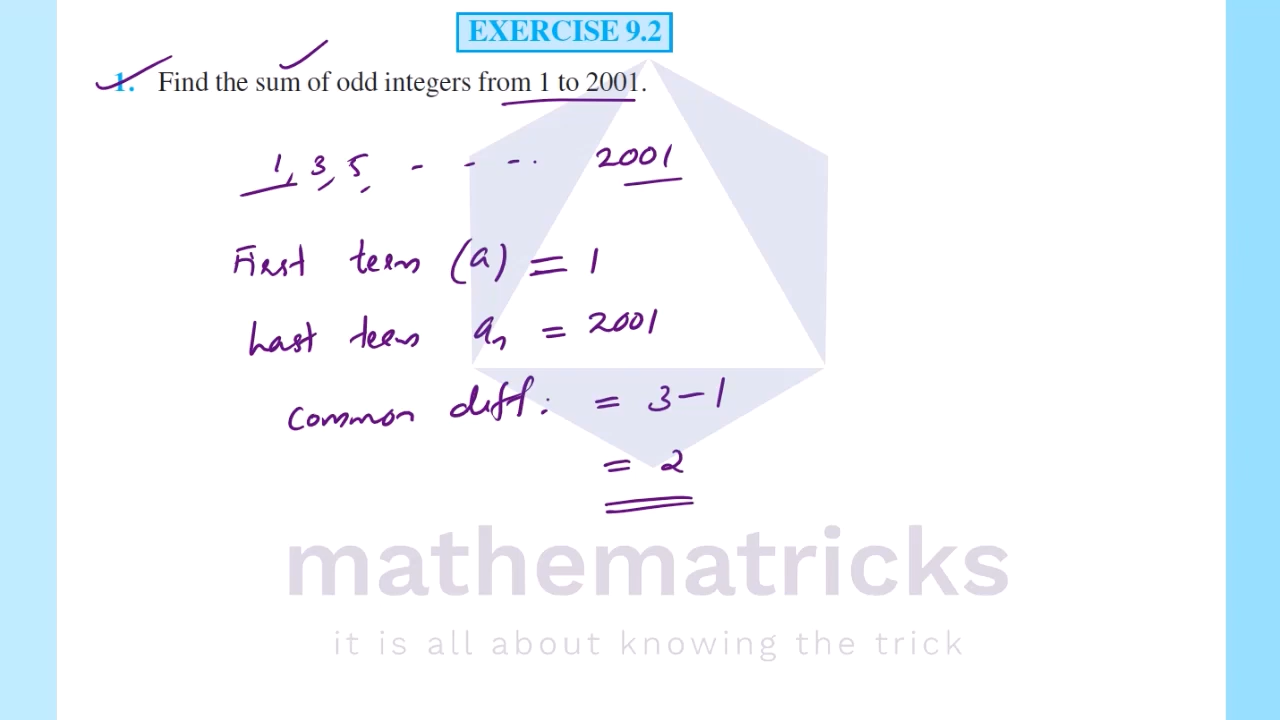 EXERCISE 9.2
1. Find the sum of odd integers from 1 to 2001.
1, 3, 5, - - - . 2001
First term (a) = 1
Last term an = 2001
Common diff: = 3 - 1
= 2
mathematricks
it is all about knowing the trick